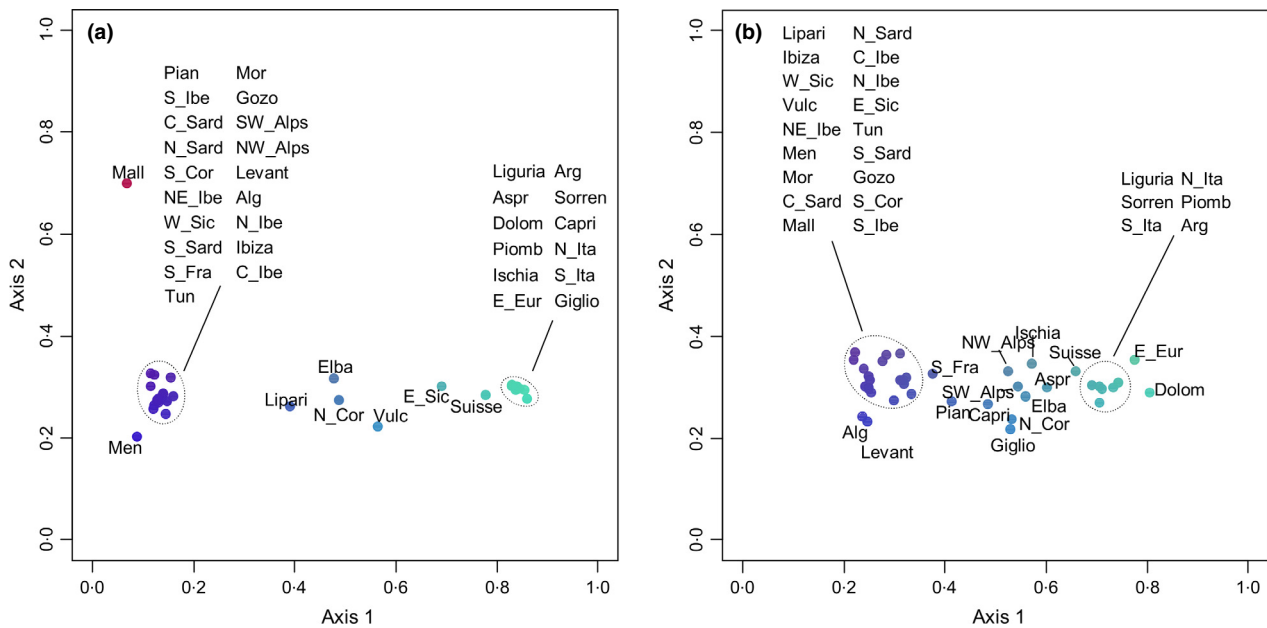 (a)
Pian Mor
S_Ibe Gozo
C_Sard SW_Alps
N_Sard NW_Alps
S_Cor Levant
NE_Ibe Alg
W_Sic N_Ibe
S_Sard Ibiza
S_Fra C_Ibe
Tun
Mall
Liguria Arg
Aspr Sorren
Dolom Capri
Piomb N_Ita
Ischia S_Ita
E_Eur Giglio
Elba
Lipari
N_Cor
Vulc
E_Sic
Suisse
Men
1·0
0·8
0·6
0·4
0·2
0·0
Axis 2
0·0 0·2 0·4 0·6 0·8 1·0
Axis 1
(b)
Lipari N_Sard
Ibiza C_Ibe
W_Sic N_Ibe
Vulc E_Sic
NE_Ibe Tun
Men S_Sard
Mor Gozo
C_Sard S_Cor
Mall S_Ibe
Liguria N_Ita
Sorren Piomb
S_Ita Arg
Ischia
NW_Alps
Suisse
E_Eur
S_Fra
SW_Alps
Aspr
Dolom
Pian
Capri
Elba
N_Cor
Giglio
Alg
Levant
1·0
0·8
0·6
0·4
0·2
0·0
Axis 2
0·0 0·2 0·4 0·6 0·8 1·0
Axis 1